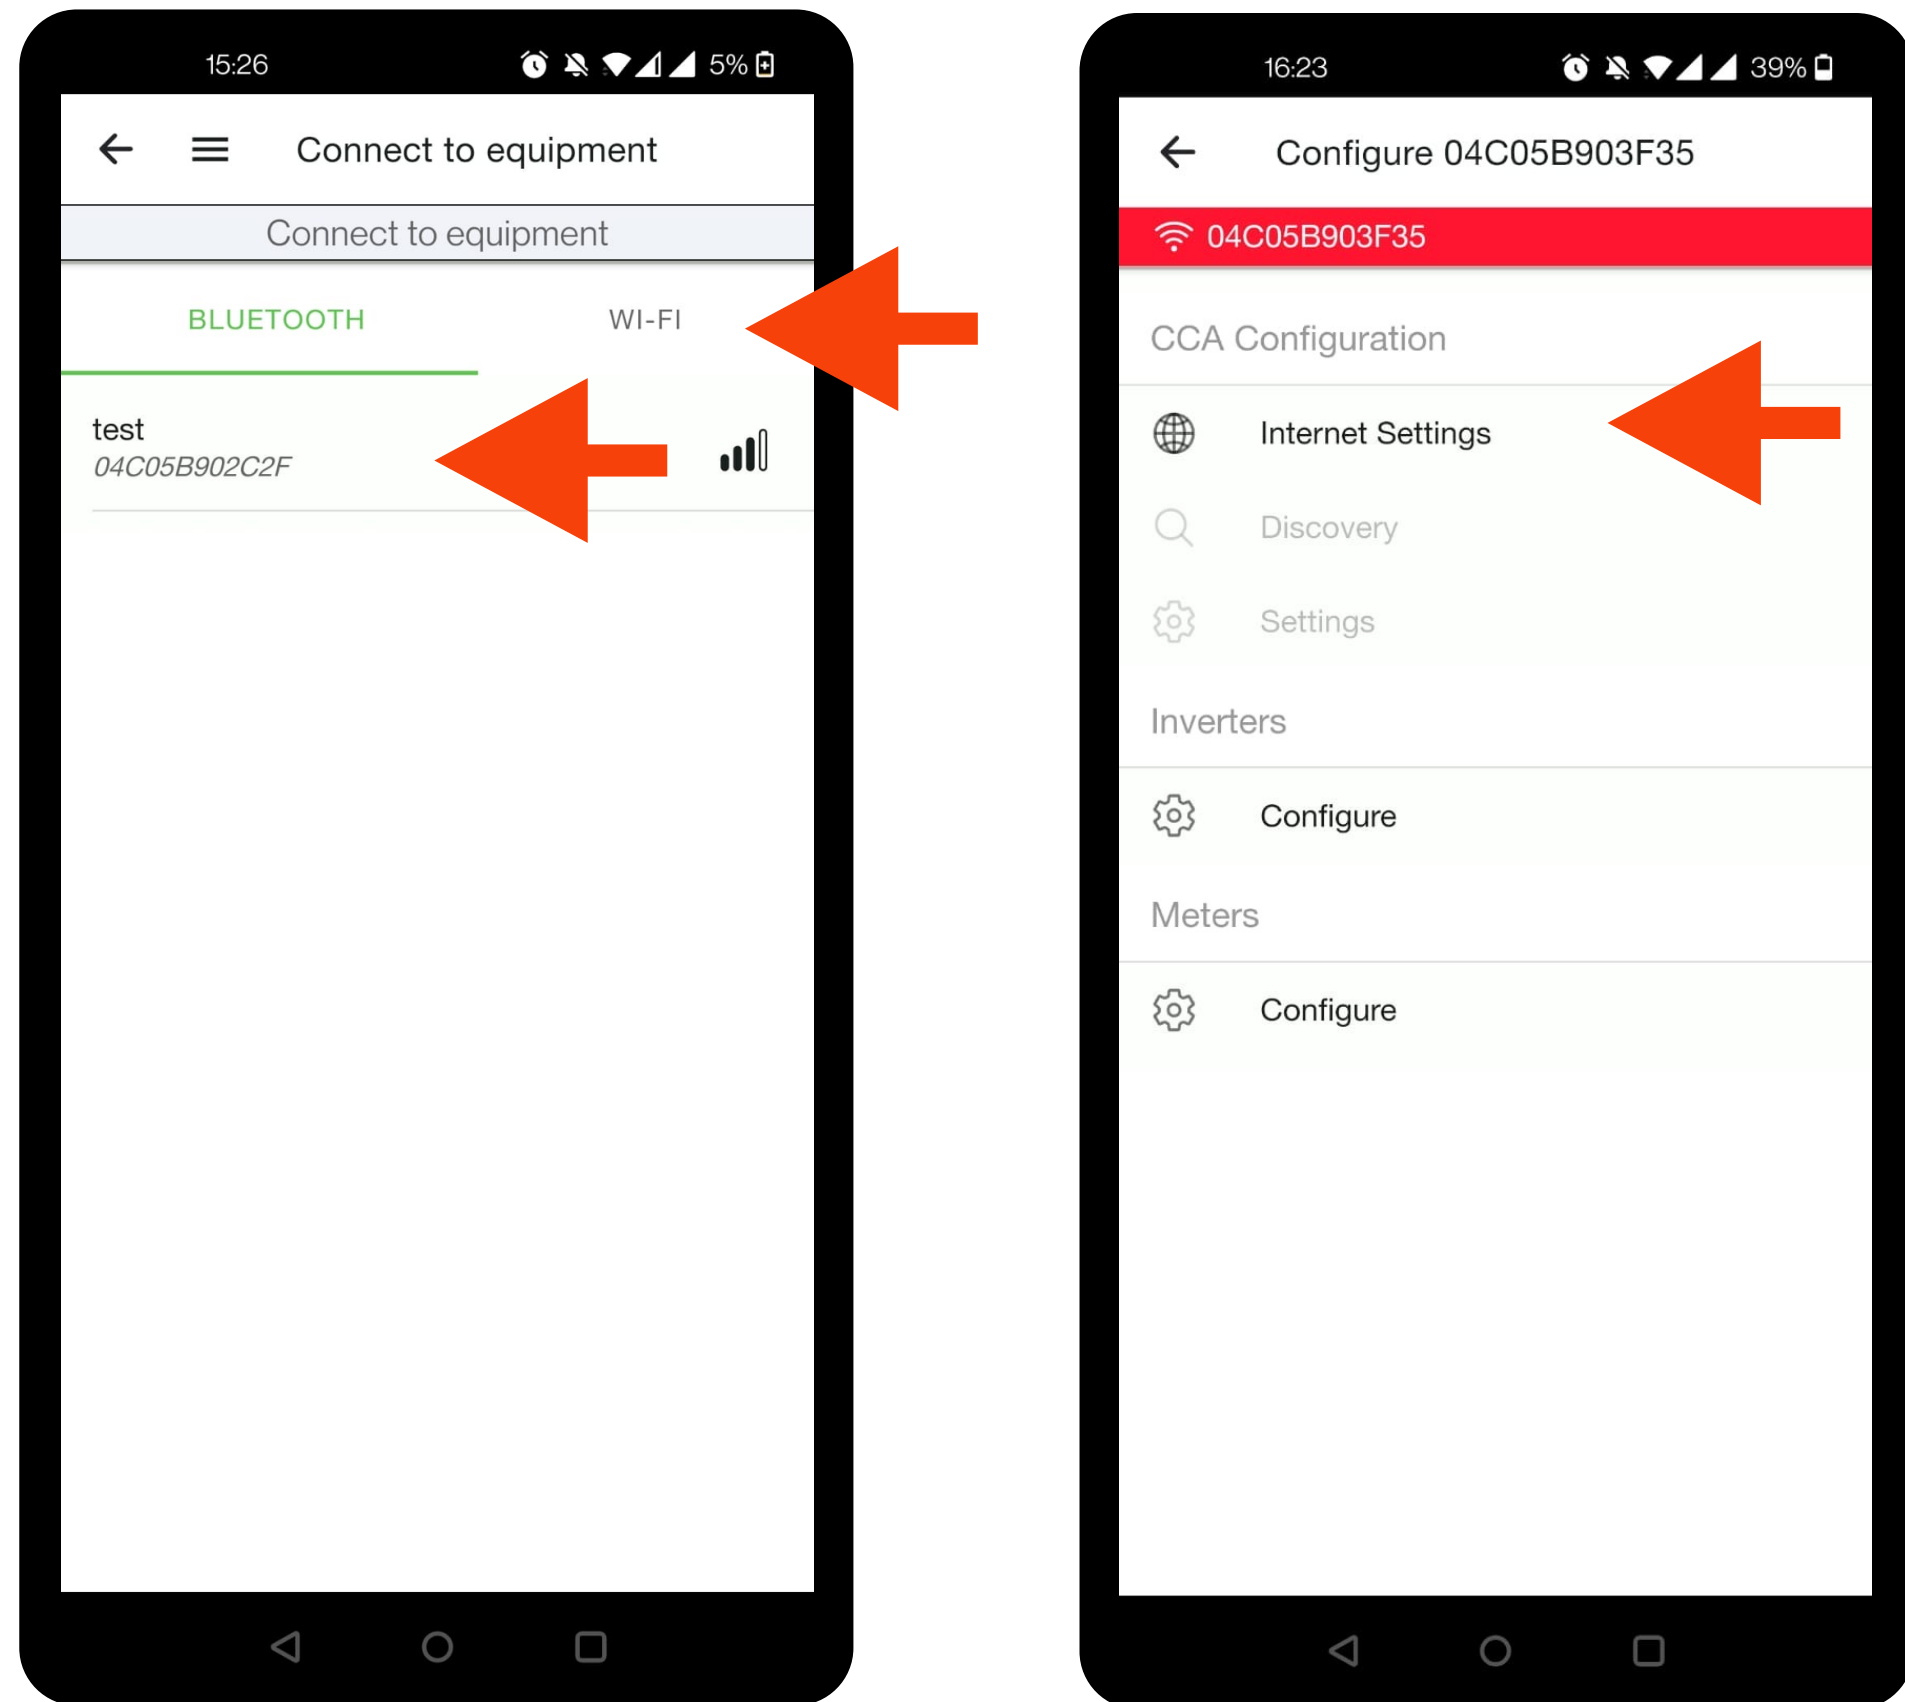 15:26
5%
Connect to equipment
Connect to equipment
BLUETOOTH
WI-FI
test
04C05B902C2F
16:23
39%
Configure 04C05B903F35
04C05B903F35
CCA Configuration
Internet Settings
Discovery
Settings
Inverters
Configure
Meters
Configure